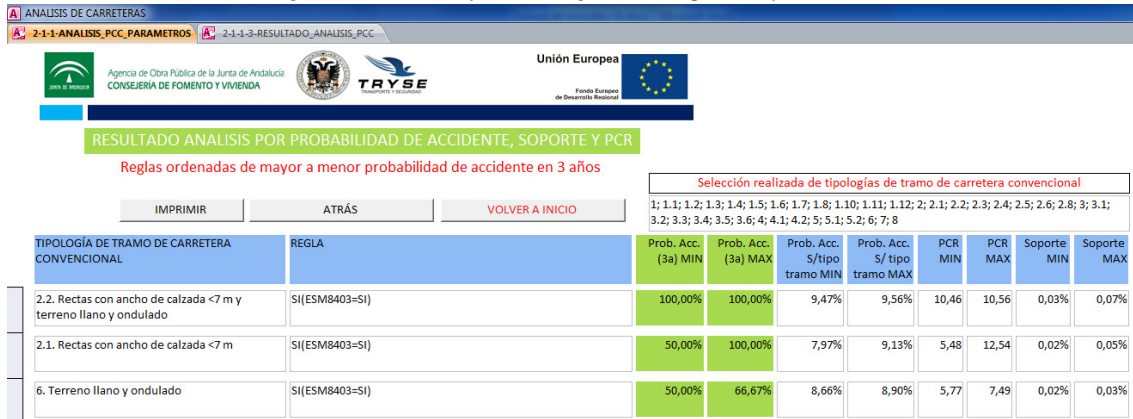 ANALISIS DE CARRETERAS
2-1-1-ANALISIS_PCC_PARAMETROS
2-1-1-3-RESULTADO_ANALISIS_PCC
JUNTA DE ANDALUCIA
Agencia de Obra Pública de la Junta de Andalucía
CONSEJERÍA DE FOMENTO Y VIVIENDA
TRYSE
TRANSPORTE Y SEGURIDAD
Unión Europea
Fondo Europeo
de Desarrollo Regional
RESULTADO ANALISIS POR PROBABILIDAD DE ACCIDENTE, SOPORTE Y PCR
Reglas ordenadas de mayor a menor probabilidad de accidente en 3 años
Selección realizada de tipologías de tramo de carretera convencional
IMPRIMIR ATRÁS VOLVER A INICIO
1; 1.1; 1.2; 1.3; 1.4; 1.5; 1.6; 1.7; 1.8; 1.10; 1.11; 1.12; 2; 2.1; 2.2; 2.3; 2.4; 2.5; 2.6; 2.8; 3; 3.1;
3.2; 3.3; 3.4; 3.5; 3.6; 4; 4.1; 4.2; 5; 5.1; 5.2; 6; 7; 8
TIPOLOGÍA DE TRAMO DE CARRETERA REGLA Prob. Acc. Prob. Acc. Prob. Acc. Prob. Acc. PCR PCR Soporte Soporte
CONVENCIONAL (3a) MIN (3a) MAX S/tipo S/ tipo MIN MAX MIN MAX
tramo MIN tramo MAX
2.2. Rectas con ancho de calzada <7 m y SI(ESM8403=SI) 100,00% 100,00% 9,47% 9,56% 10,46 10,56 0,03% 0,07%
terreno llano y ondulado
2.1. Rectas con ancho de calzada <7 m SI(ESM8403=SI) 50,00% 100,00% 7,97% 9,13% 5,48 12,54 0,02% 0,05%
6. Terreno llano y ondulado SI(ESM8403=SI) 50,00% 66,67% 8,66% 8,90% 5,77 7,49 0,02% 0,03%